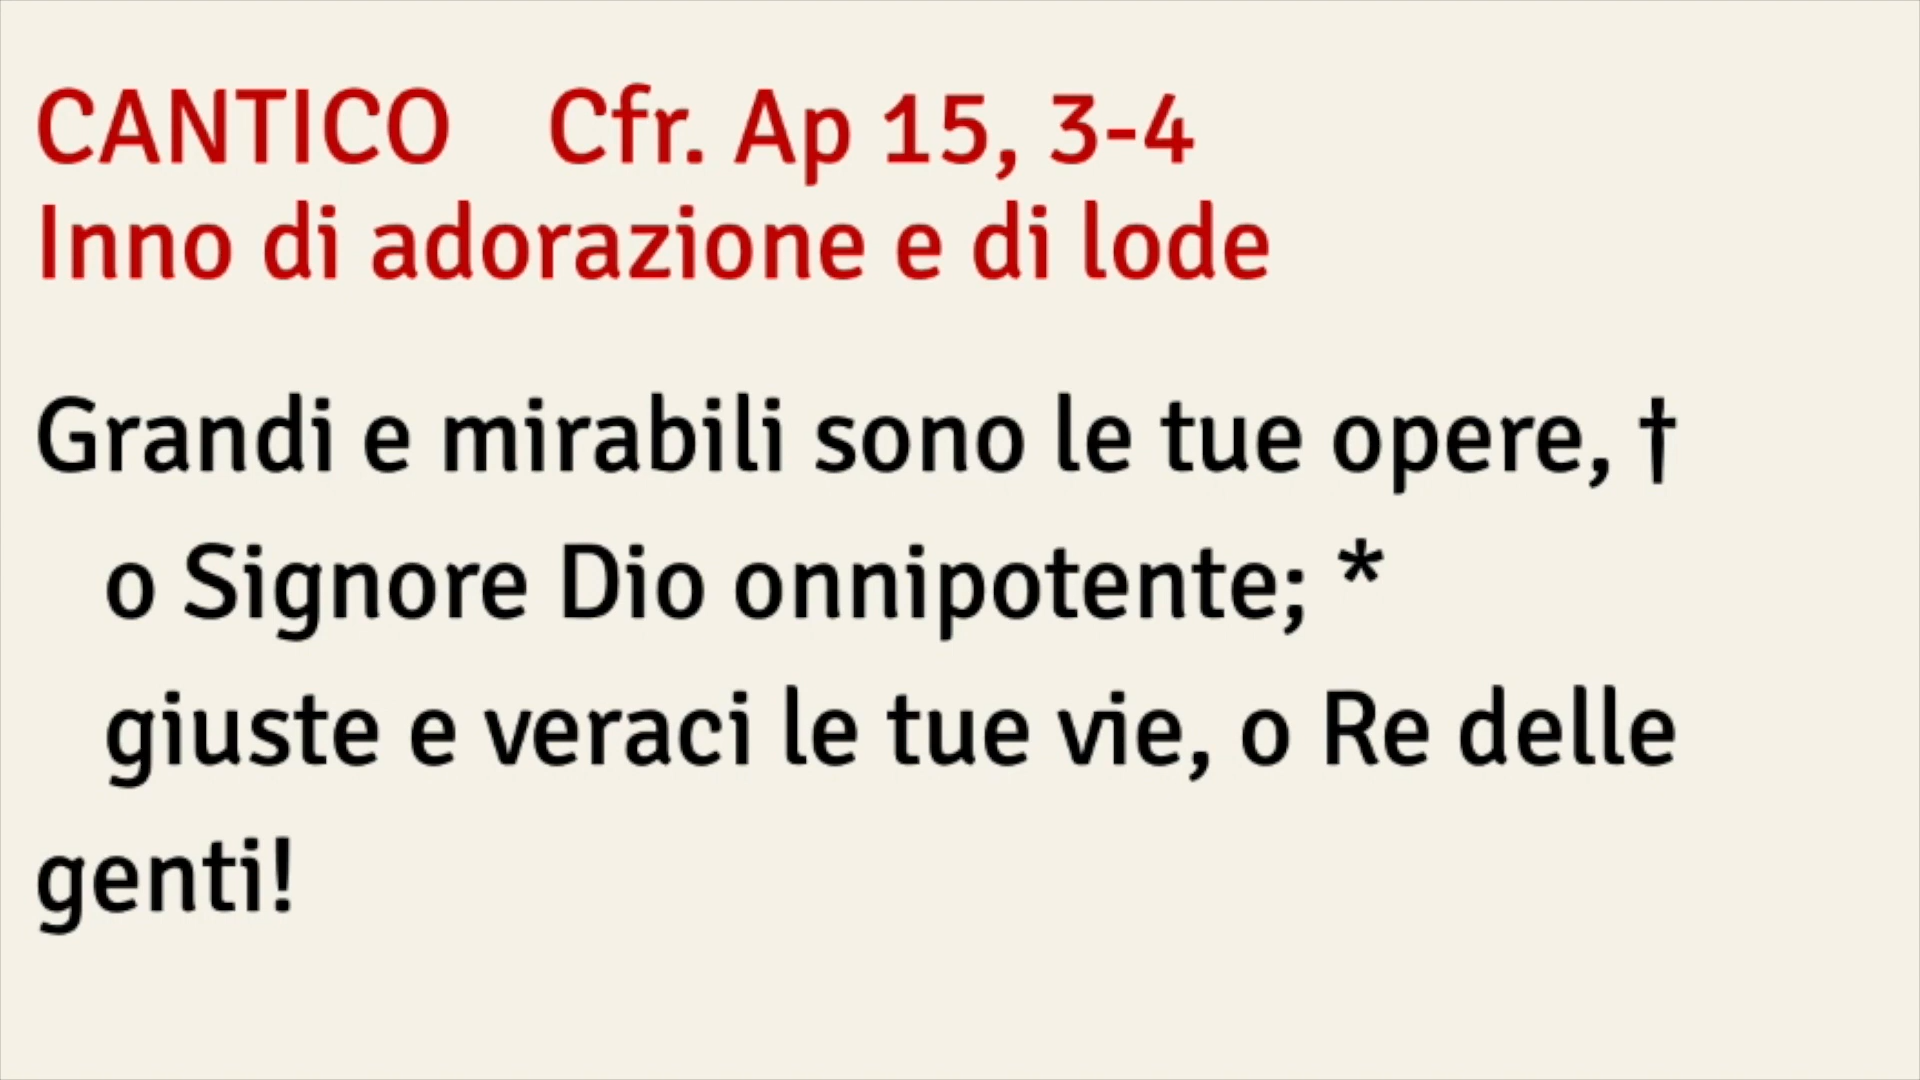 CANTICO Cfr. Ap 15, 3-4
Inno di adorazione e di lode
Grandi e mirabili sono le tue opere, †
o Signore Dio onnipotente; *
giuste e veraci le tue vie, o Re delle
genti!